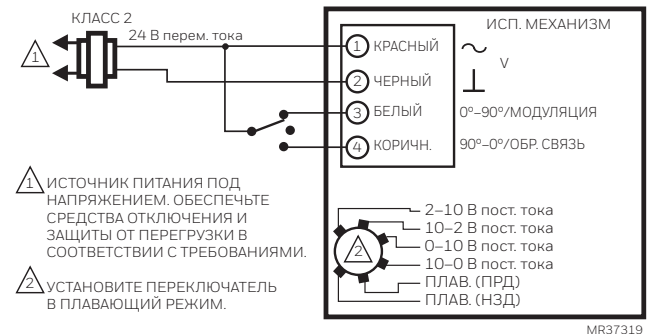 КЛАСС 2
24 В перем. тока
1
ИСП. МЕХАНИЗМ
1 КРАСНЫЙ
V
2 ЧЕРНЫЙ
3 БЕЛЫЙ 0°–90°/МОДУЛЯЦИЯ
4 КОРИЧН. 90°–0°/ОБР. СВЯЗЬ
1 ИСТОЧНИК ПИТАНИЯ ПОД
НАПРЯЖЕНИЕМ. ОБЕСПЕЧЬТЕ
СРЕДСТВА ОТКЛЮЧЕНИЯ И
ЗАЩИТЫ ОТ ПЕРЕГРУЗКИ В
СООТВЕТСТВИИ С ТРЕБОВАНИЯМИ.
2 УСТАНОВИТЕ ПЕРЕКЛЮЧАТЕЛЬ
В ПЛАВАЮЩИЙ РЕЖИМ.
2
2–10 В пост. тока
10–2 В пост. тока
0–10 В пост. тока
10–0 В пост. тока
ПЛАВ. (ПРД)
ПЛАВ. (НЗД)
MR37319